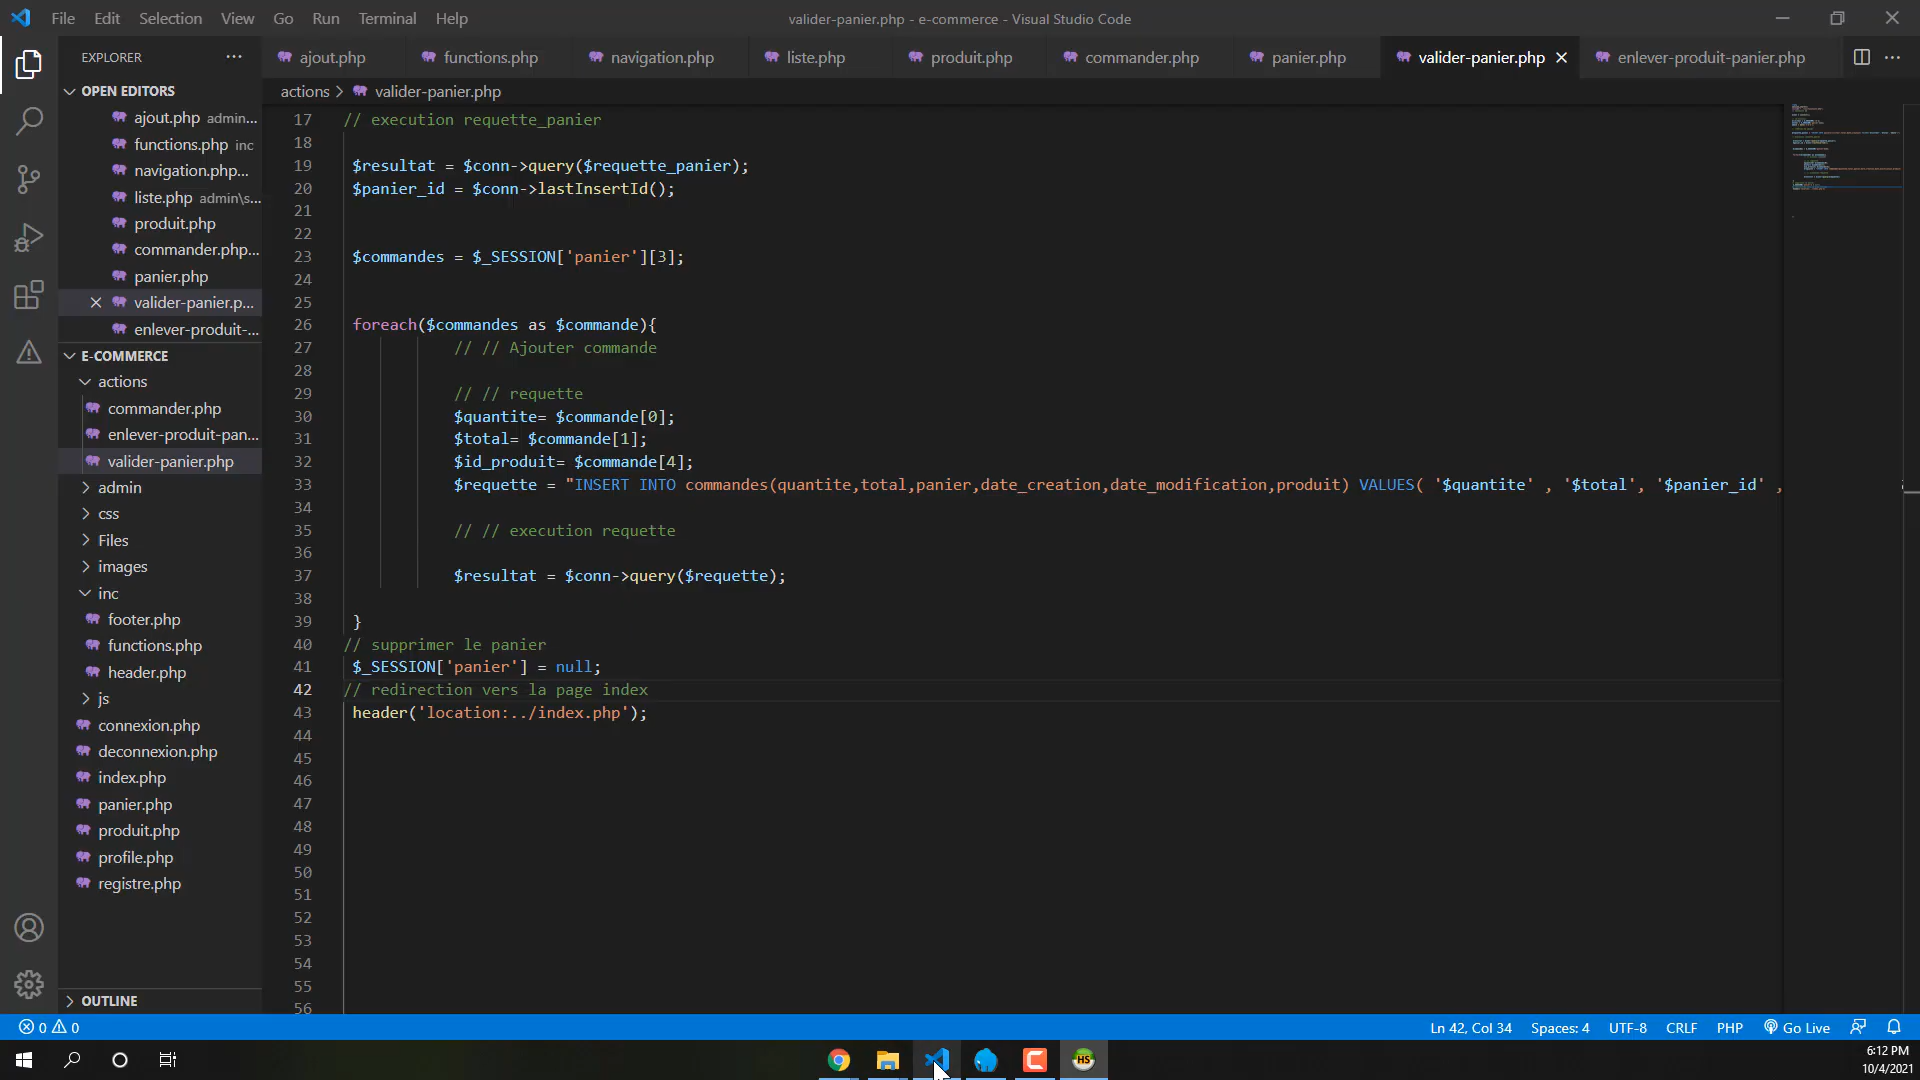 File Edit Selection View Go Run Terminal Help
valider-panier.php - e-commerce - Visual Studio Code
EXPLORER
ajout.php functions.php navigation.php liste.php produit.php commander.php panier.php valider-panier.php enlever-produit-panier.php
OPEN EDITORS
ajout.php admin...
functions.php inc
navigation.php...
liste.php admin\s...
produit.php
commander.php...
panier.php
valider-panier.p...
enlever-produit-...
E-COMMERCE
actions
commander.php
enlever-produit-pan...
valider-panier.php
admin
css
Files
images
inc
footer.php
functions.php
header.php
js
connexion.php
deconnexion.php
index.php
panier.php
produit.php
profile.php
registre.php
OUTLINE
actions > valider-panier.php
17 // execution requette_panier
18
19 $resultat = $conn->query($requette_panier);
20 $panier_id = $conn->lastInsertId();
21
22
23 $commandes = $_SESSION['panier'][3];
24
25
26 foreach($commandes as $commande){
27 // // Ajouter commande
28
29 // // requette
30 $quantite= $commande[0];
31 $total= $commande[1];
32 $id_produit= $commande[4];
33 $requette = "INSERT INTO commandes(quantite,total,panier,date_creation,date_modification,produit) VALUES( '$quantite' , '$total', '$panier_id' ,
34
35 // // execution requette
36
37 $resultat = $conn->query($requette);
38
39 }
40 // supprimer le panier
41 $_SESSION['panier'] = null;
42 // redirection vers la page index
43 header('location:../index.php');
44
45
46
47
48
49
50
51
52
53
54
55
56
0 0
Ln 42, Col 34 Spaces: 4 UTF-8 CRLF PHP Go Live
HS
6:12 PM
10/4/2021